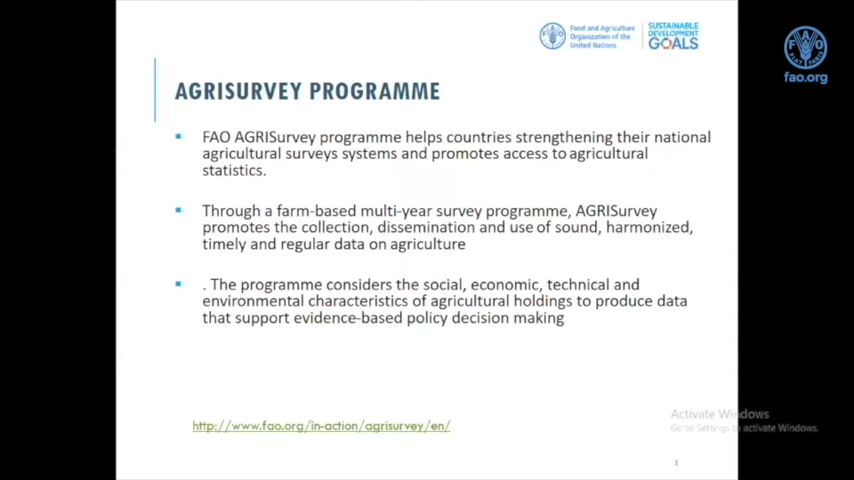 Food and Agriculture
Organization of the
United Nations
SUSTAINABLE
DEVELOPMENT
GOALS
FAO
FIAT PANIS
fao.org
AGRISURVEY PROGRAMME
FAO AGRISurvey programme helps countries strengthening their national
agricultural surveys systems and promotes access to agricultural
statistics.
Through a farm-based multi-year survey programme, AGRISurvey
promotes the collection, dissemination and use of sound, harmonized,
timely and regular data on agriculture
. The programme considers the social, economic, technical and
environmental characteristics of agricultural holdings to produce data
that support evidence-based policy decision making
http://www.fao.org/in-action/agrisurvey/en/
Activate Windows
Go to Settings to activate Windows.
3